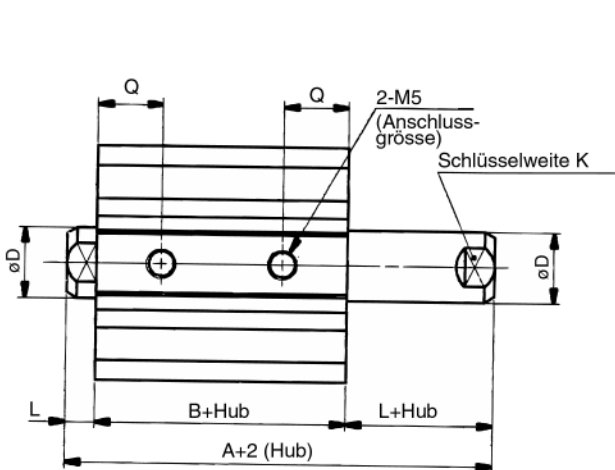 Q
Q
2-M5
(Anschluss-
grösse)
Schlüsselweite K
øD
øD
L
B+Hub
L+Hub
A+2 (Hub)